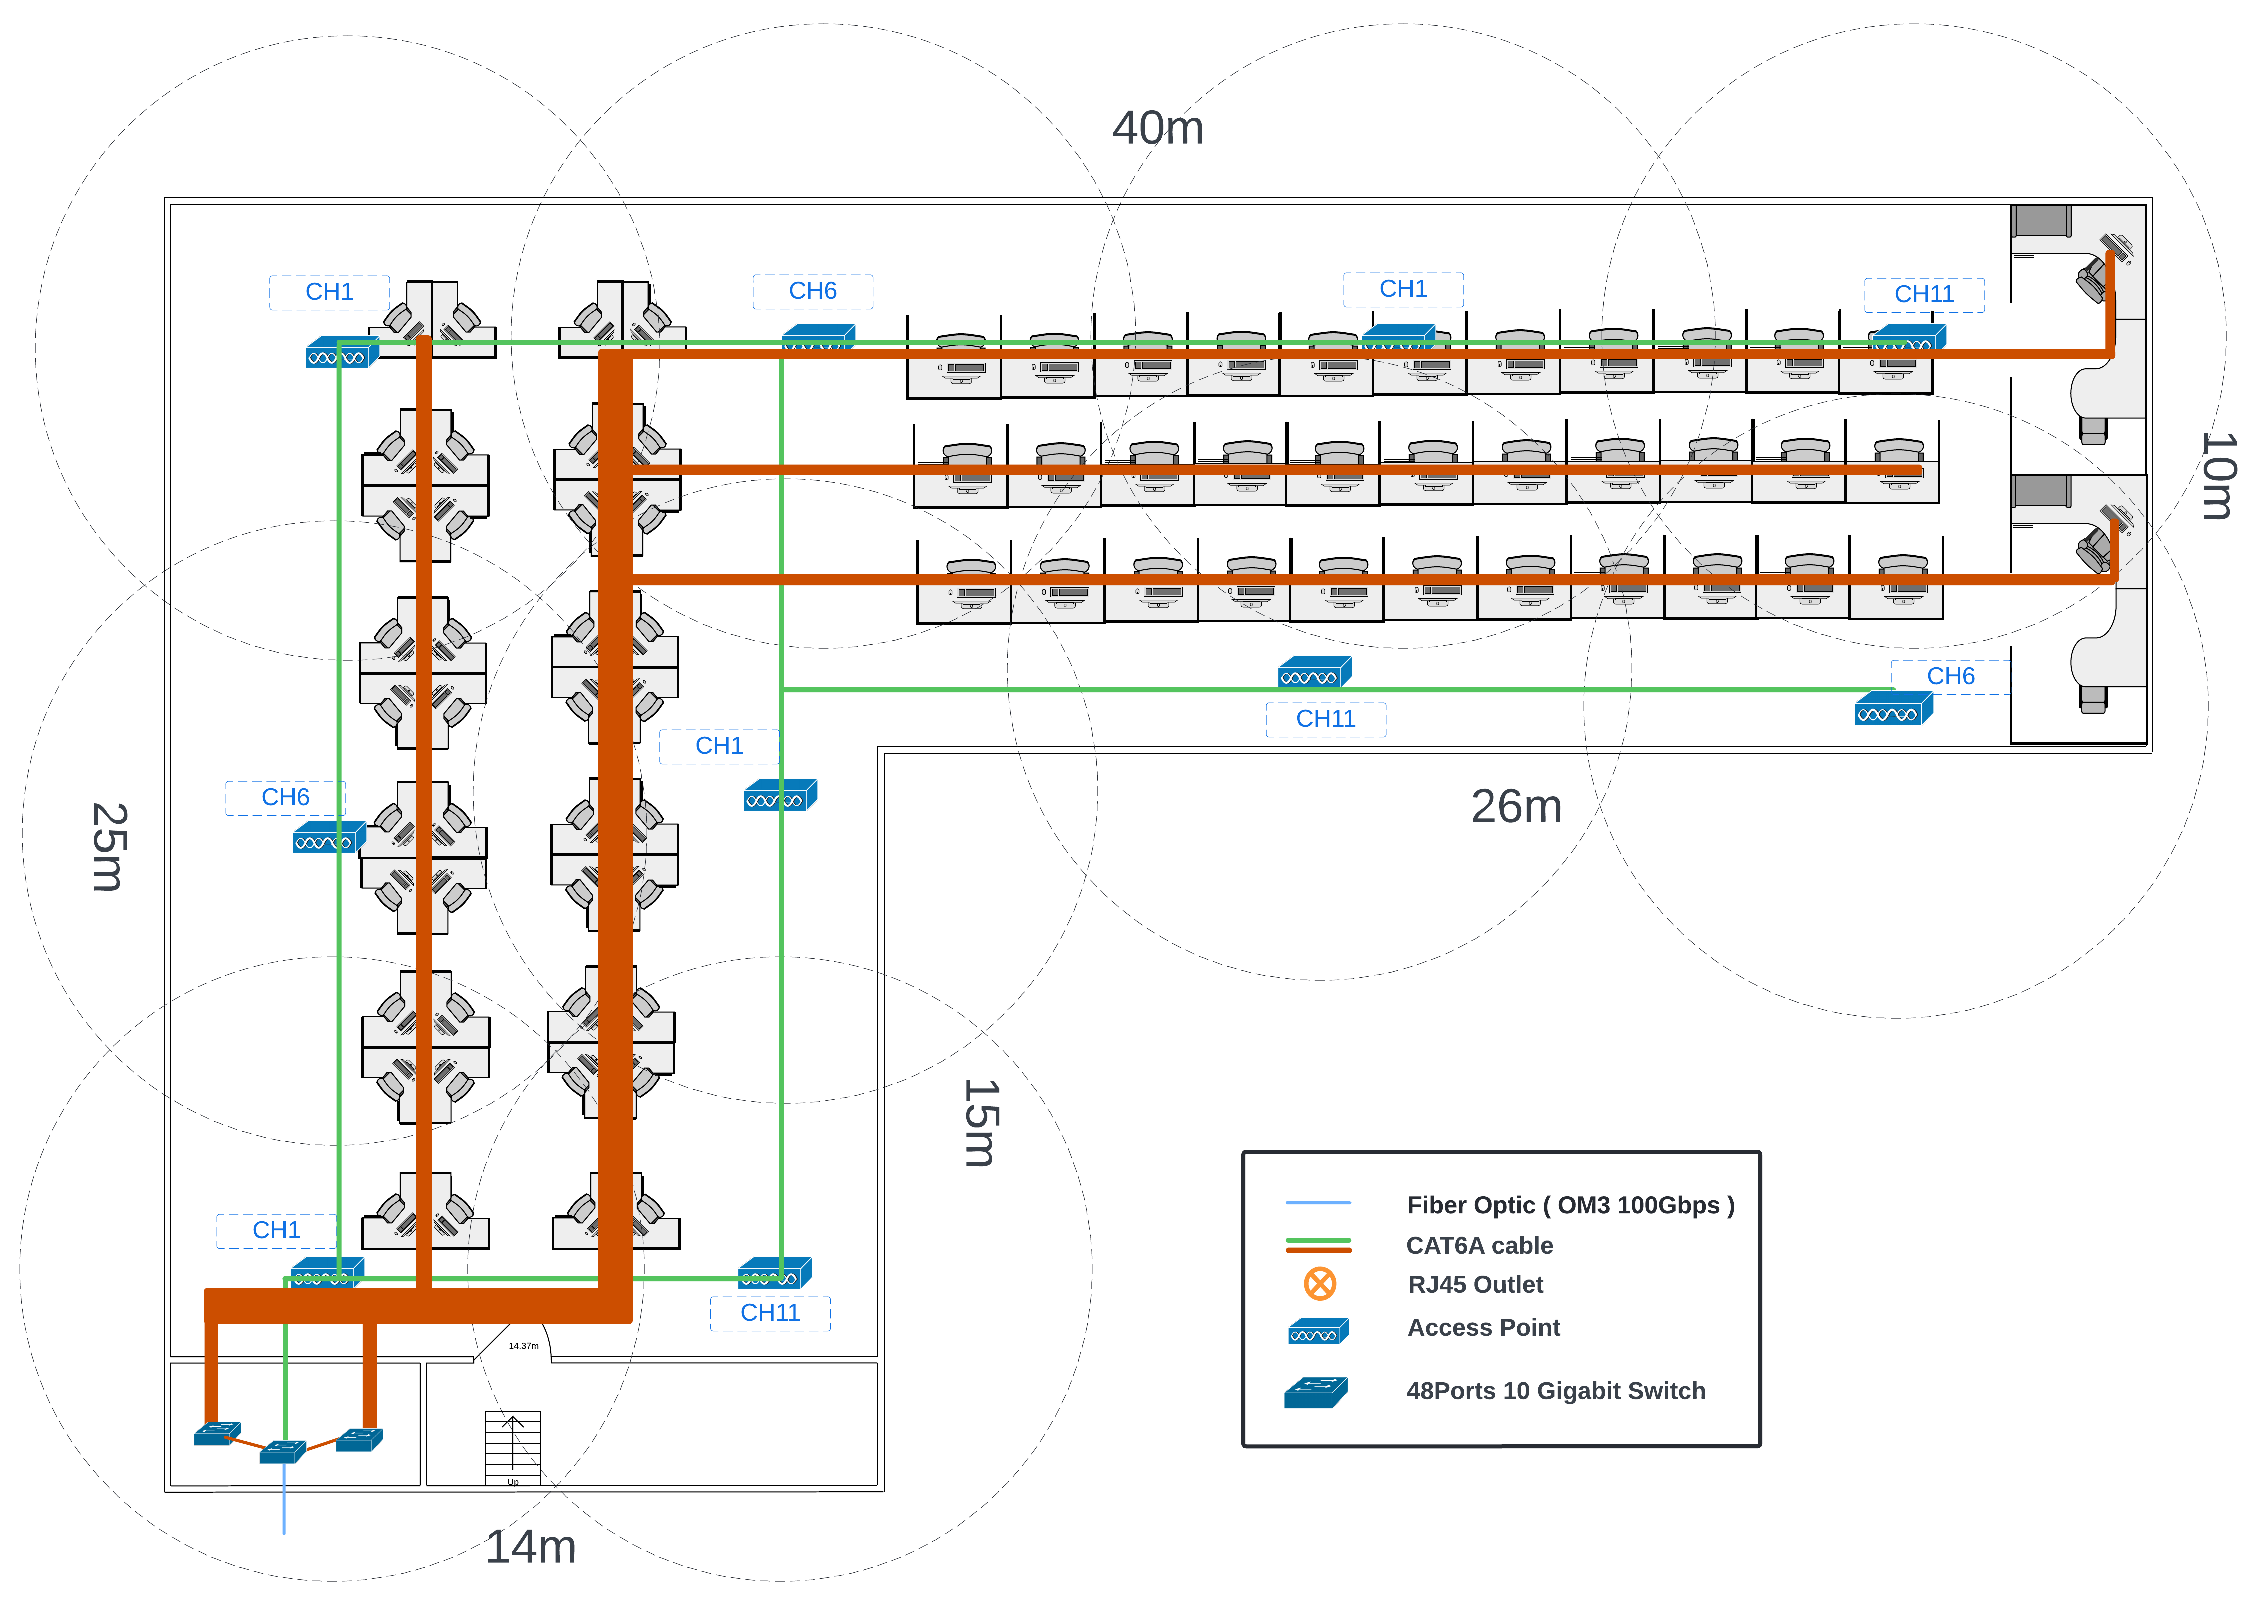 40m
CH1
CH6
CH1
CH11
10m
CH6
CH11
CH1
CH6
26m
25m
15m
CH1
CH11
14.37m
Up
14m
Fiber Optic ( OM3 100Gbps )
CAT6A cable
RJ45 Outlet
Access Point
48Ports 10 Gigabit Switch